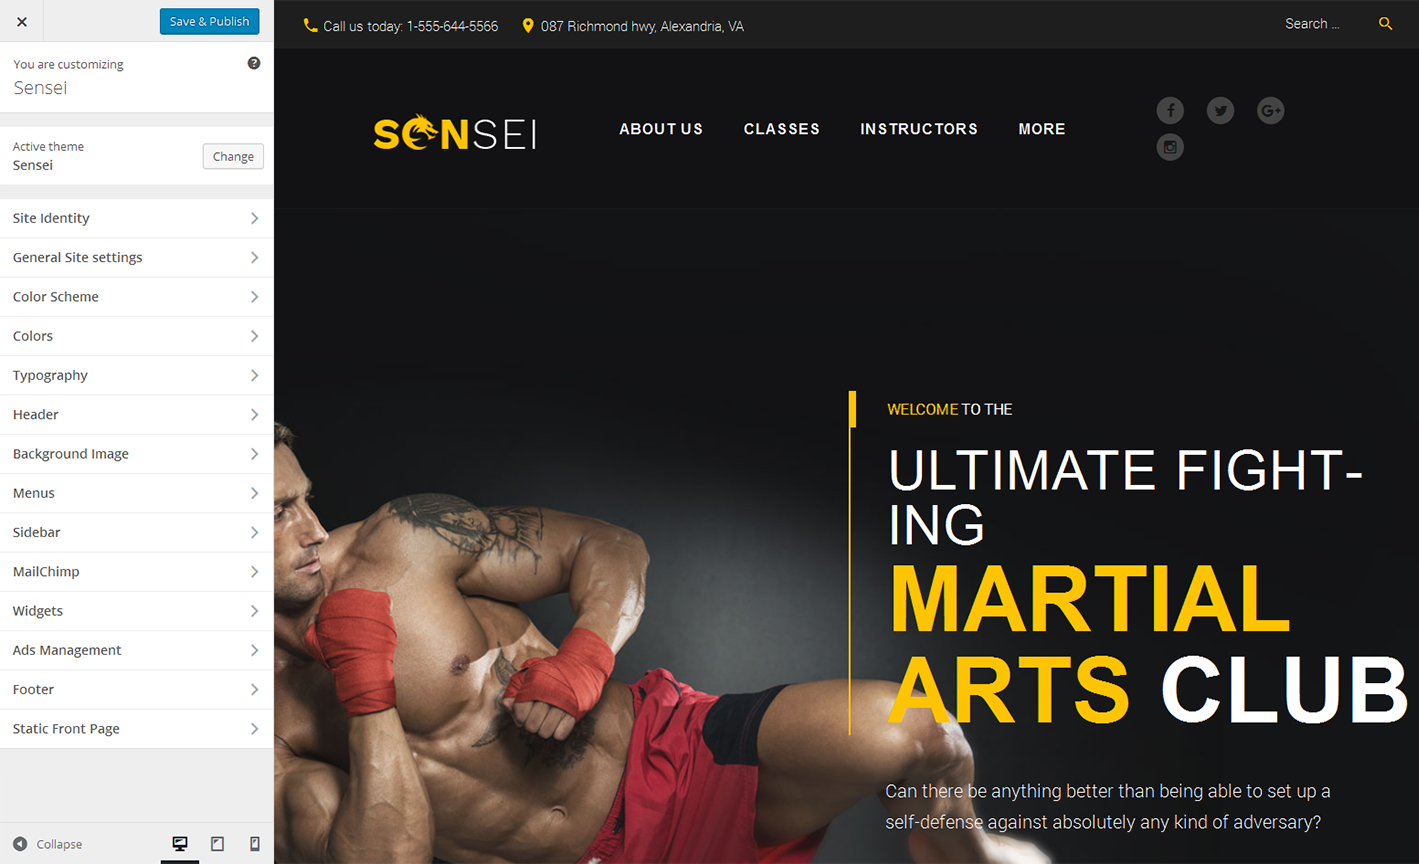 Save & Publish
You are customizing
Sensei
Active theme
Sensei
Change
Site Identity
General Site settings
Color Scheme
Colors
Typography
Header
Background Image
Menus
Sidebar
MailChimp
Widgets
Ads Management
Footer
Static Front Page
Collapse
Call us today: 1-555-644-5566
087 Richmond hwy, Alexandria, VA
Search ...
SENSEI
ABOUT US
CLASSES
INSTRUCTORS
MORE
G+
WELCOME TO THE
ULTIMATE FIGHT-
ING
MARTIAL
ARTS CLUB
Can there be anything better than being able to set up a
self-defense against absolutely any kind of adversary?